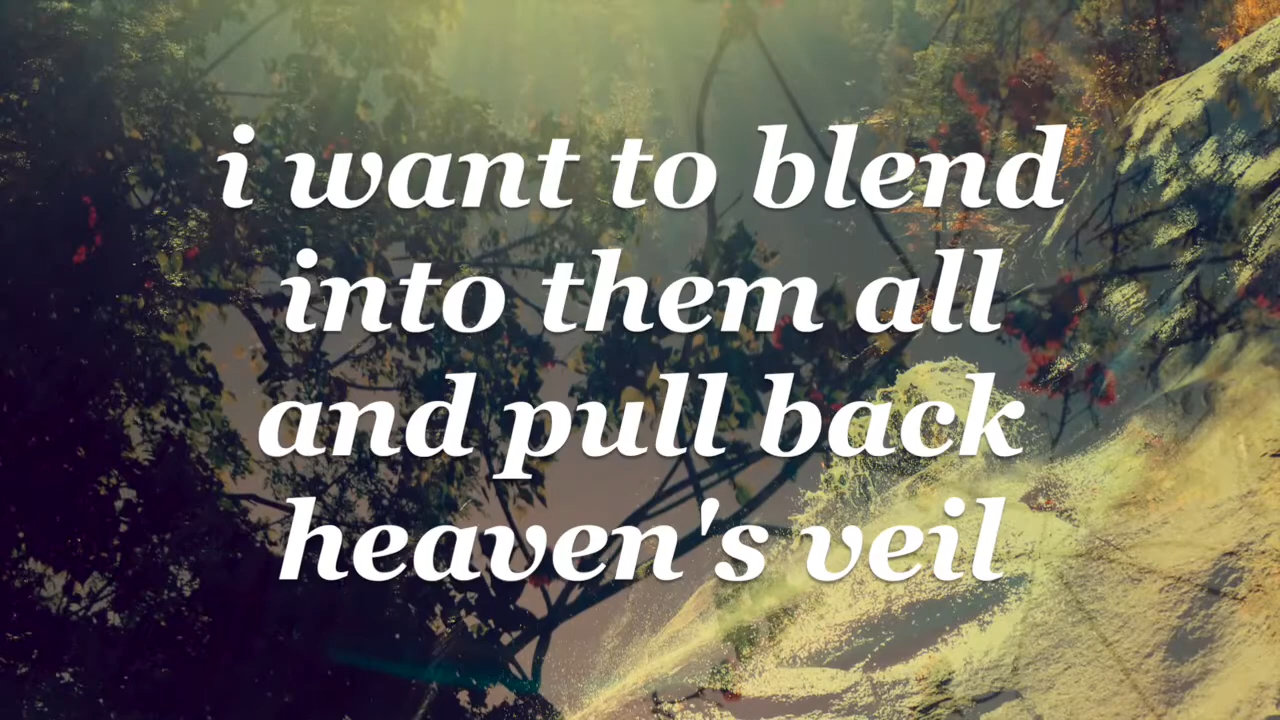 i want to blend
into them all
and pull back
heaven's veil